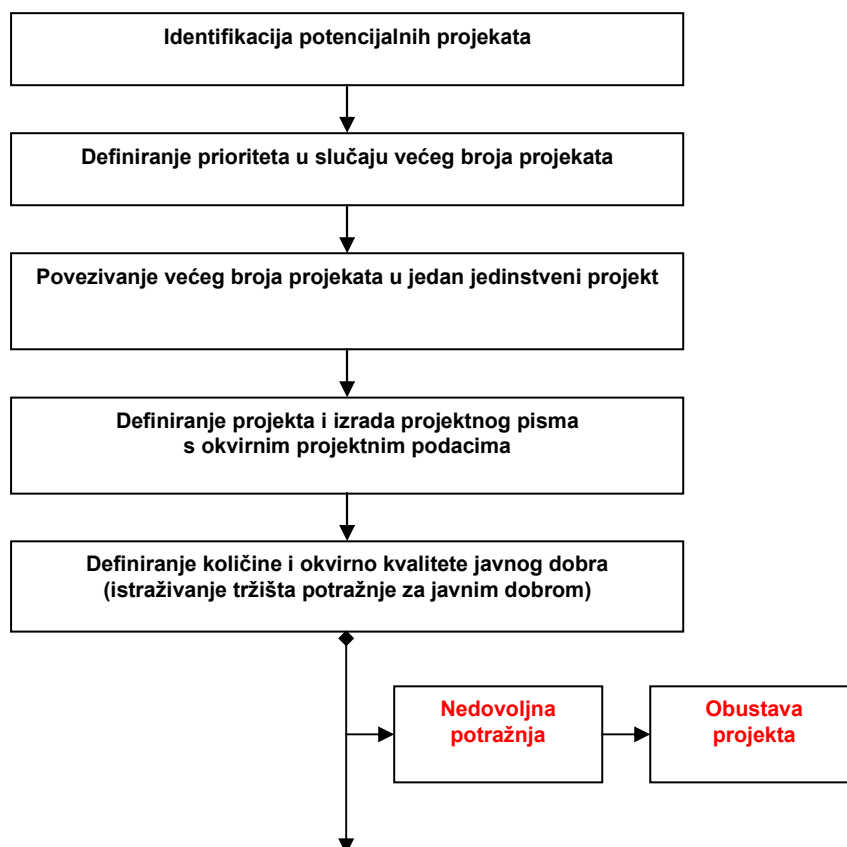 Identifikacija potencijalnih projekata
Definiranje prioriteta u slučaju većeg broja projekata
Povezivanje većeg broja projekata u jedan jedinstveni projekt
Definiranje projekta i izrada projektnog pisma
s okvirnim projektnim podacima
Definiranje količine i okvirno kvalitete javnog dobra
(istraživanje tržišta potražnje za javnim dobrom)
Nedovoljna
potražnja
Obustava
projekta